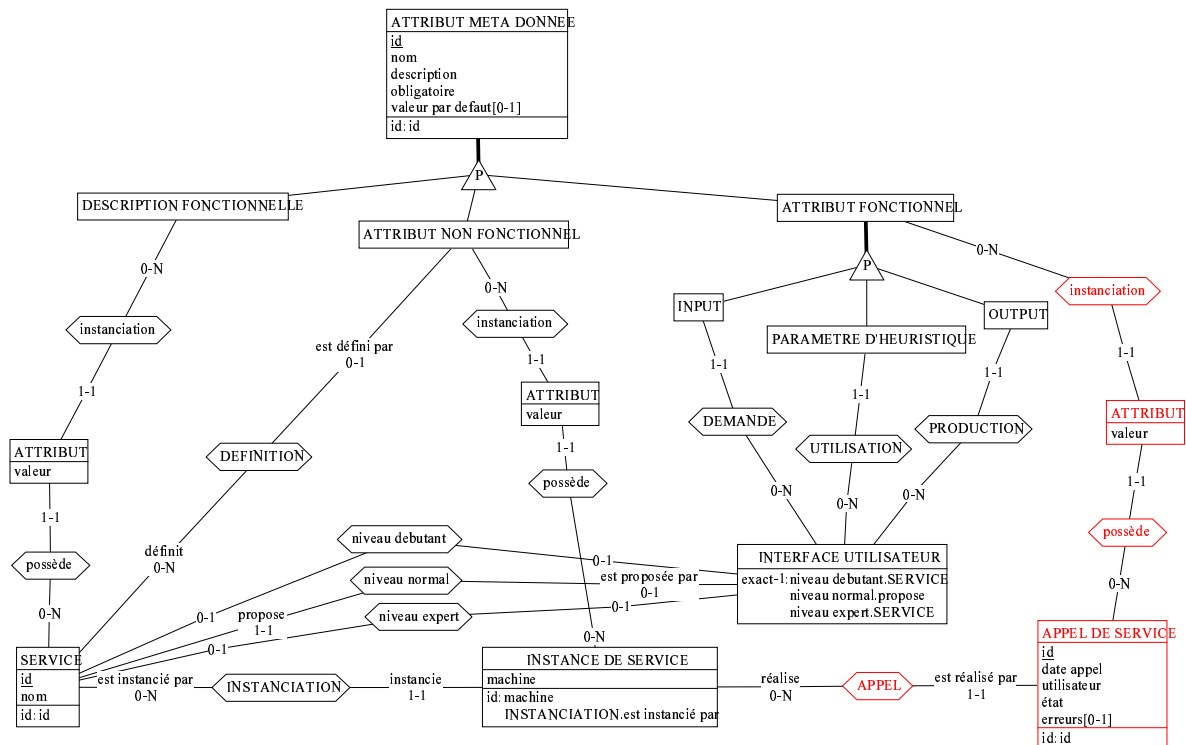 ATTRIBUT META DONNEE
id
nom
description
obligatoire
valeur par defaut[0-1]
id: id
P
DESCRIPTION FONCTIONNELLE
ATTRIBUT NON FONCTIONNEL
ATTRIBUT FONCTIONNEL
0-N
0-N
0-N
P
instanciation
instanciation
instanciation
INPUT
OUTPUT
PARAMETRE D'HEURISTIQUE
est défini par
0-1
1-1
1-1
1-1
1-1
1-1
1-1
ATTRIBUT
valeur
ATTRIBUT
valeur
ATTRIBUT
valeur
DEMANDE
PRODUCTION
UTILISATION
DEFINITION
1-1
1-1
1-1
possède
possède
possède
0-N
0-N
0-N
définit
0-N
niveau debutant
niveau normal
niveau expert
0-1
est proposée par
0-1
0-1
INTERFACE UTILISATEUR
exact-1: niveau debutant.SERVICE
niveau normal.propose
niveau expert.SERVICE
0-N
0-N
0-N
0-1
propose
1-1
0-1
SERVICE
id
nom
id: id
est instancié par
0-N
INSTANCIATION
instancie
1-1
INSTANCE DE SERVICE
machine
id: machine
INSTANCIATION.est instancié par
réalise
0-N
APPEL
est réalisé par
1-1
APPEL DE SERVICE
id
date appel
utilisateur
état
erreurs[0-1]
id: id